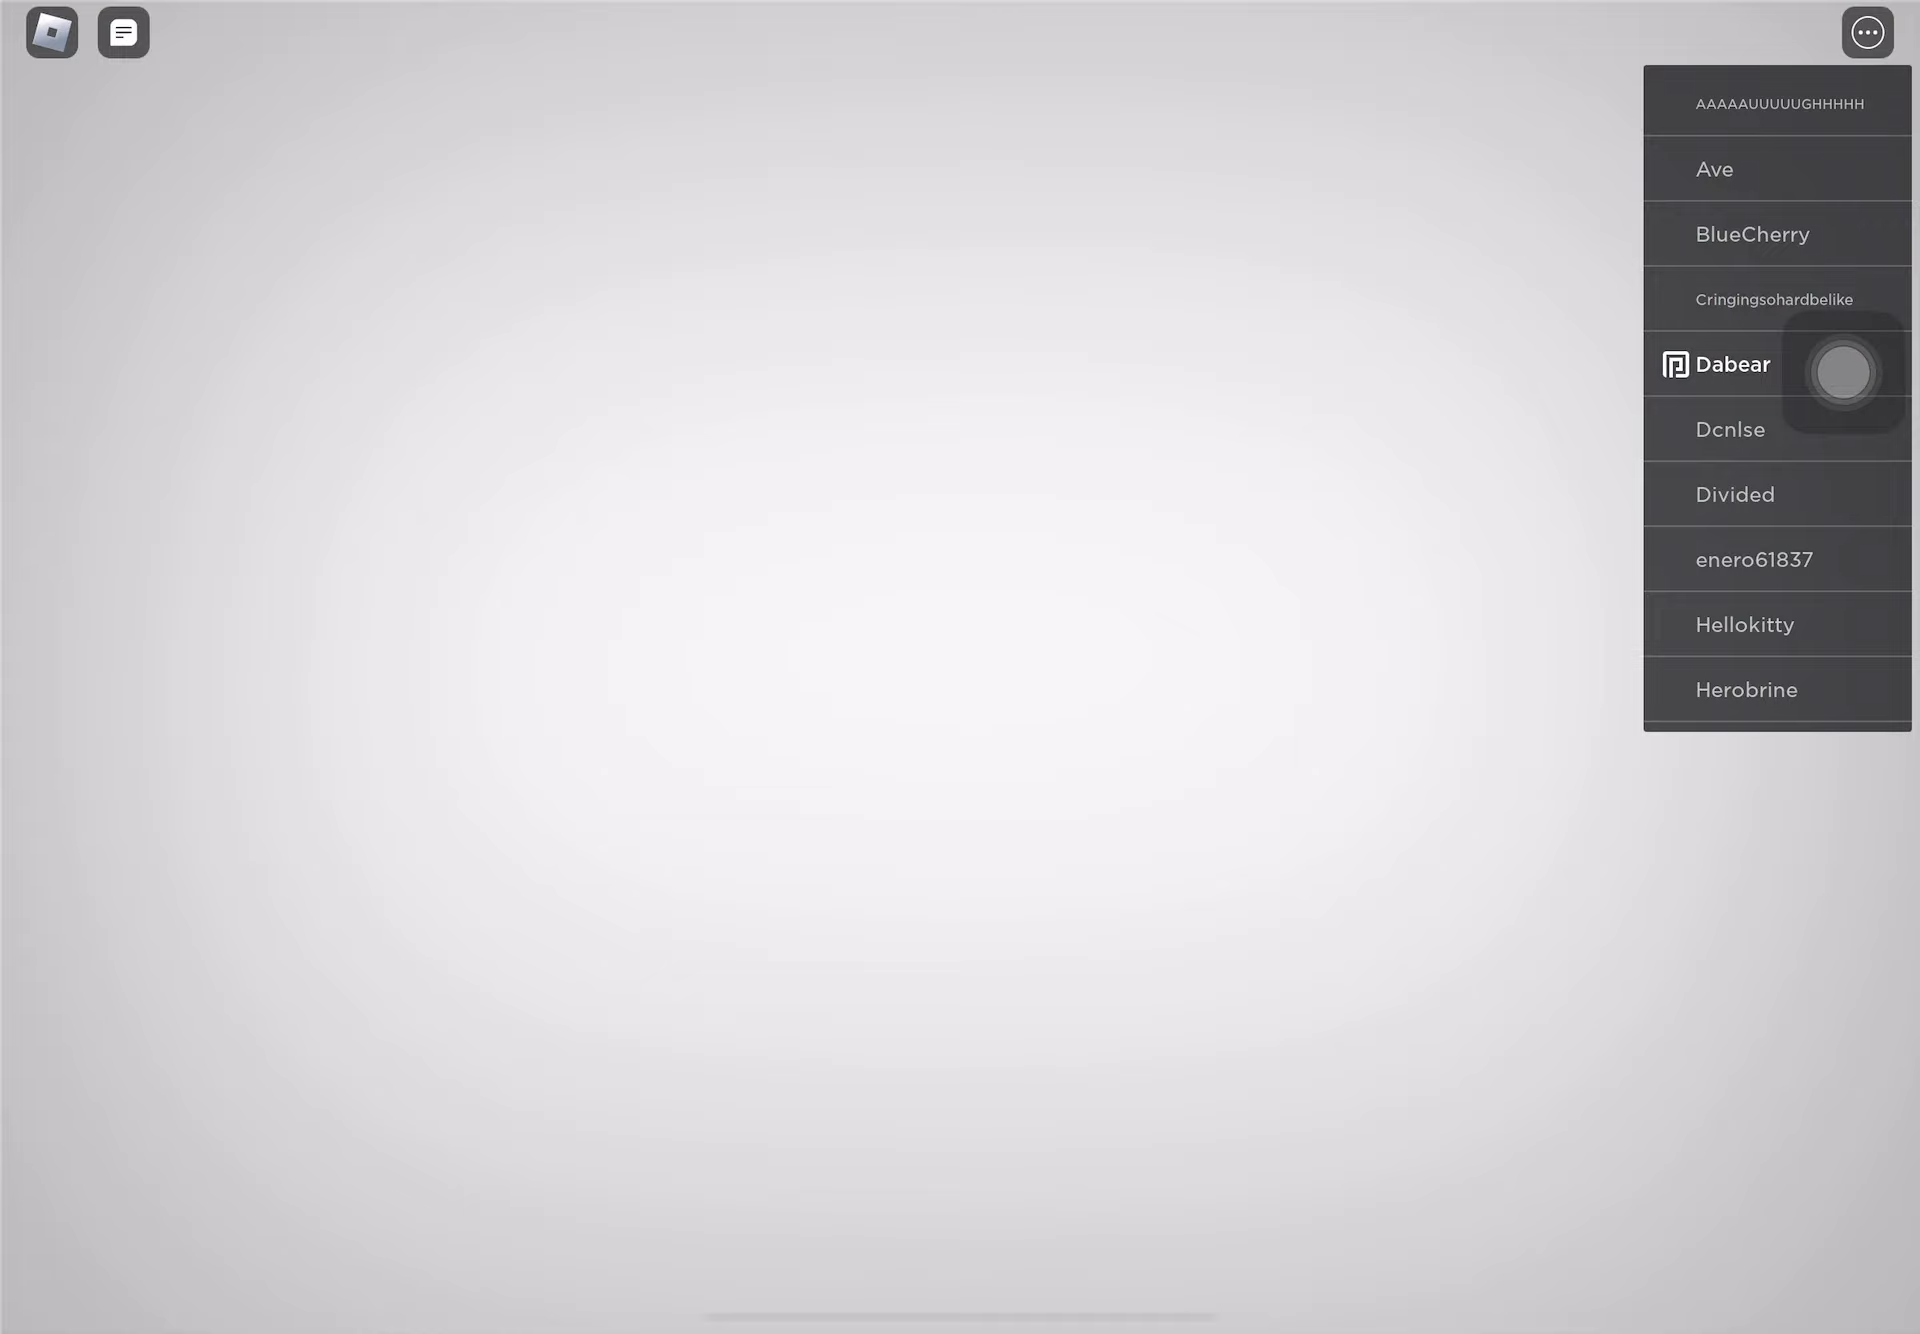 AAAAAUUUUUGHHHHH
Ave
BlueCherry
Cringingsohardbelike
Dabear
Dcnlse
Divided
enero61837
Hellokitty
Herobrine